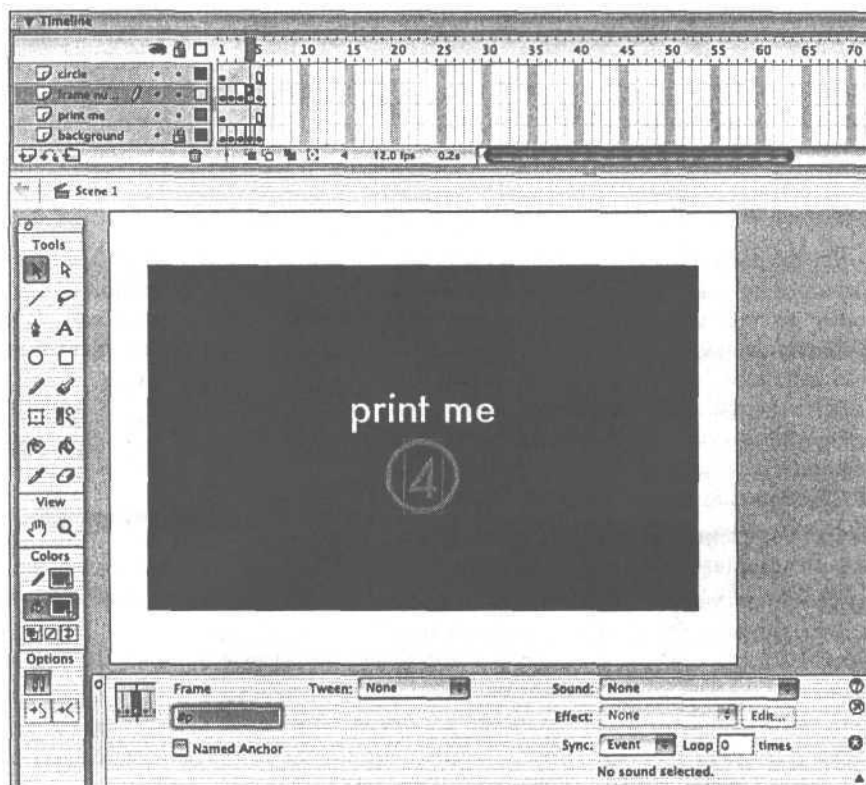 Timeline
1 5 10 15 20 25 30 35 40 45 50 55 60 65 70
circle
frame nu...
print me
background
12.0 fps 0.2s
Scene 1
Tools
A
print me
4
View
Colors
Options
Frame Tween: None Sound: None
#p Effect: None Edit...
Named Anchor Sync: Event Loop 0 times
No sound selected.